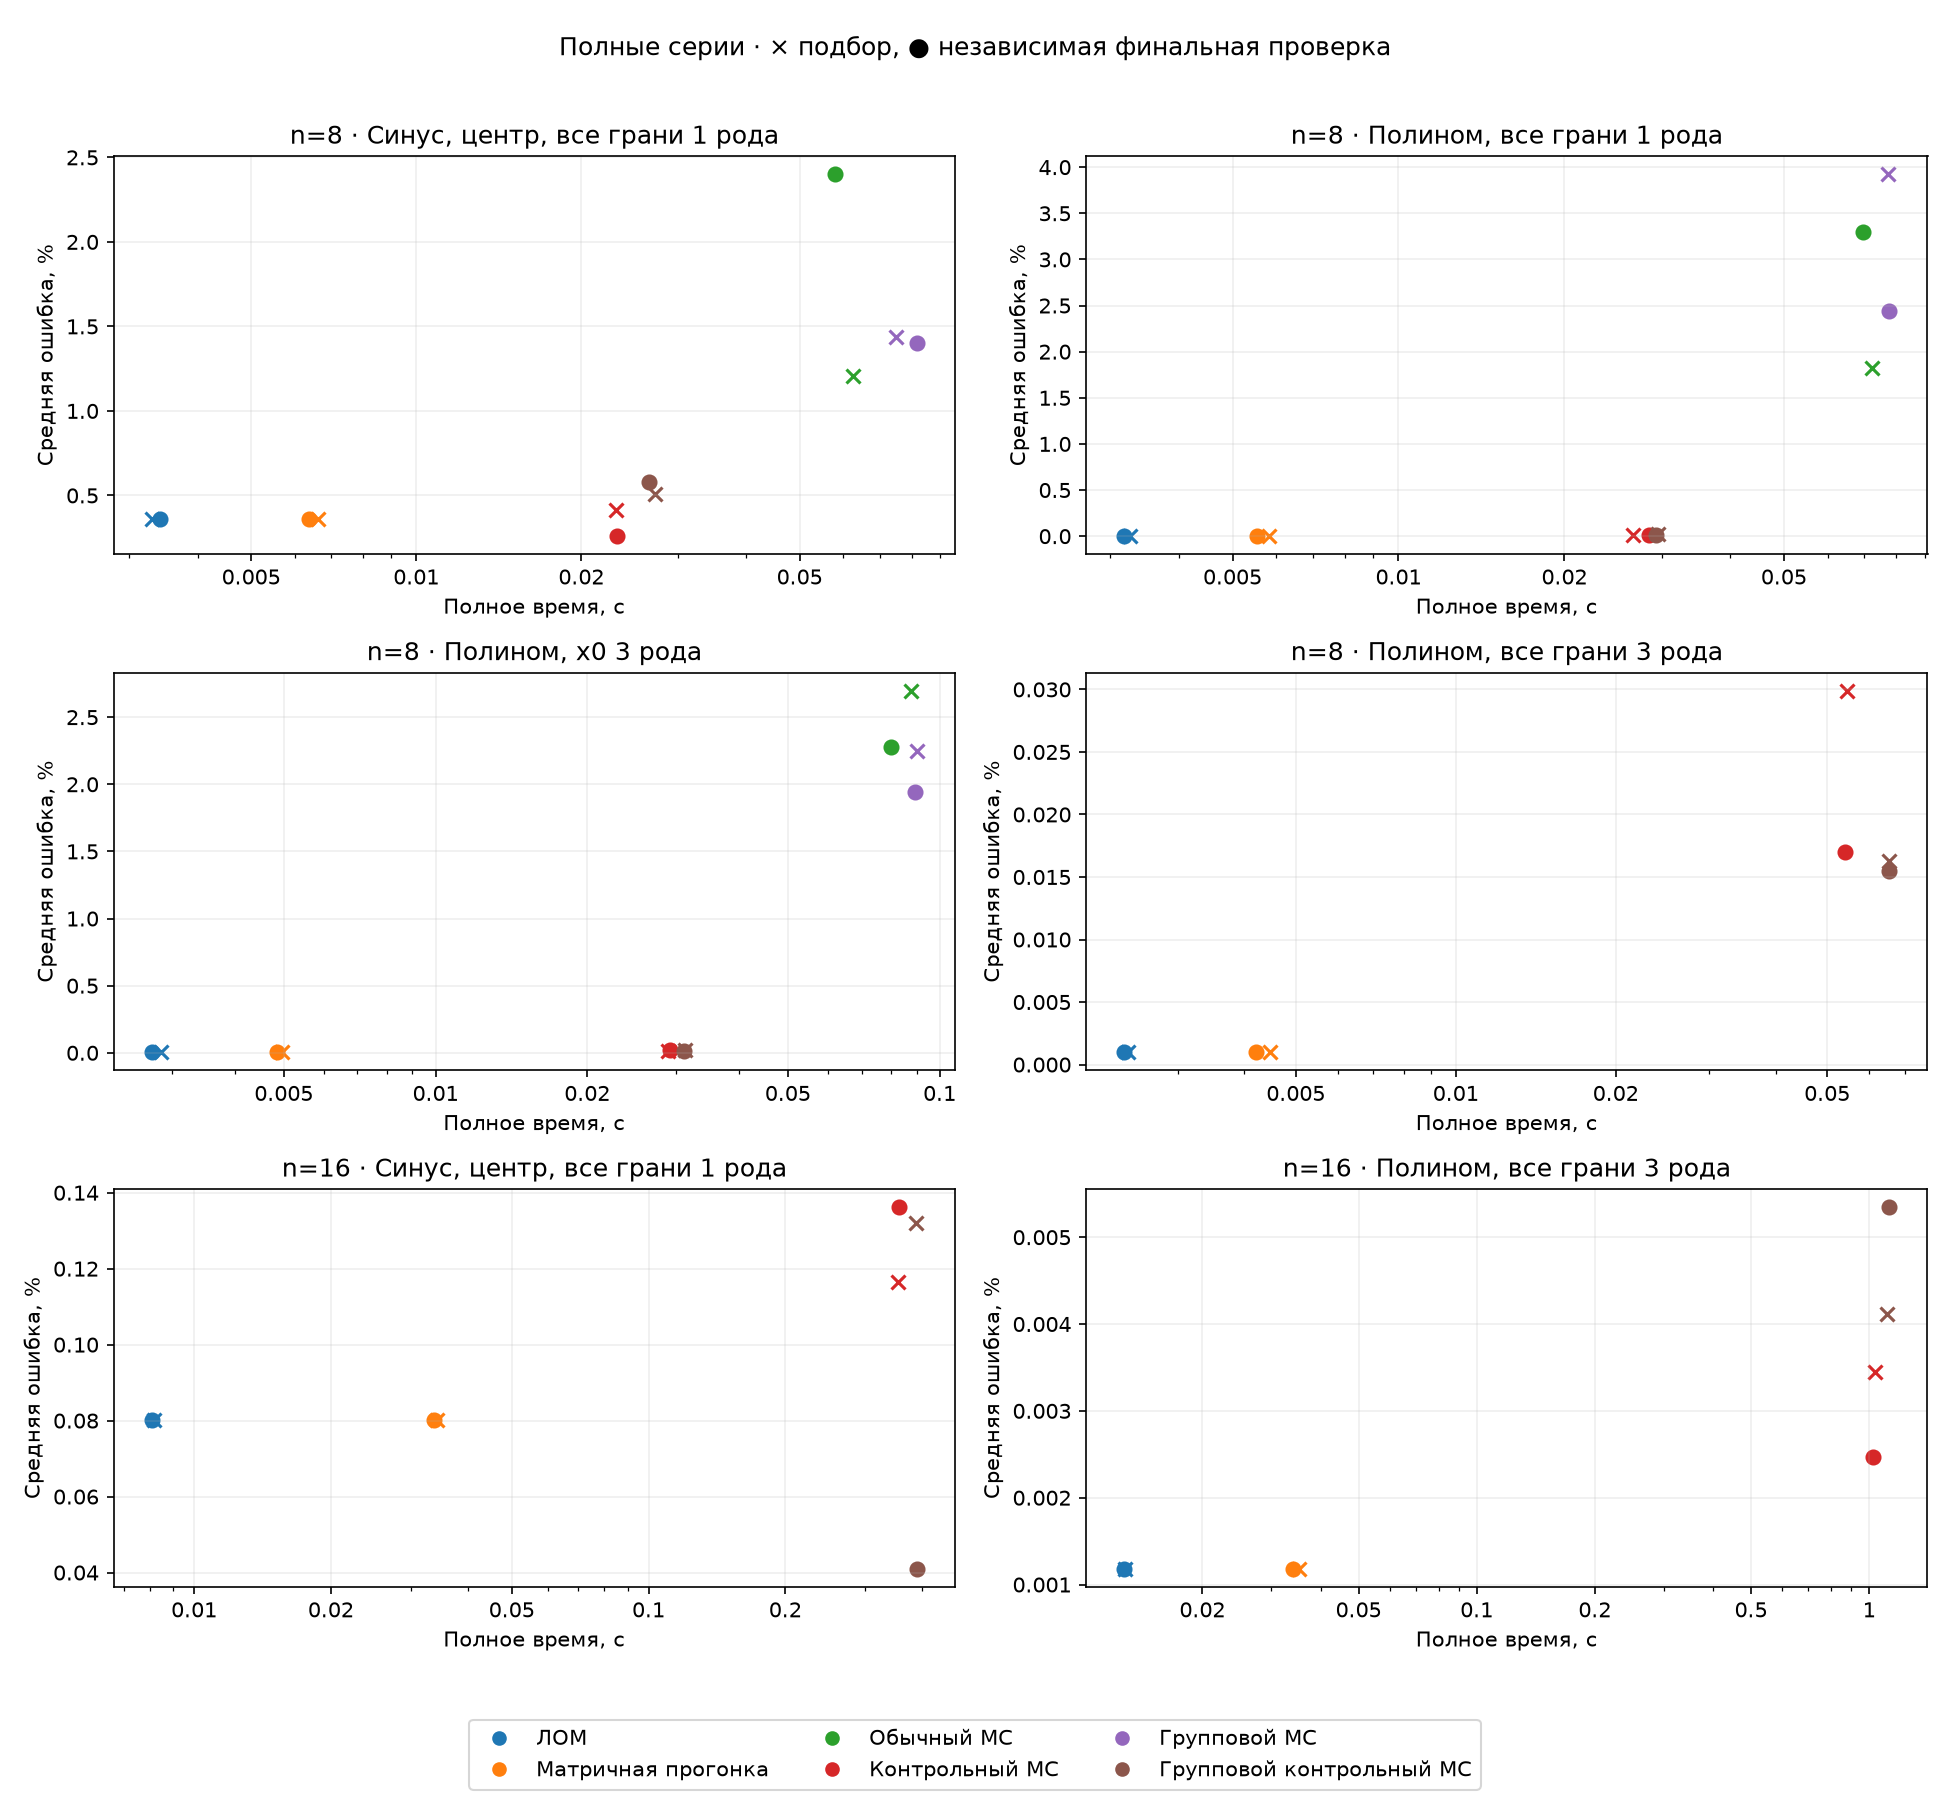 Полные серии · × подбор, ● независимая финальная проверка
n=8 · Синус, центр, все грани 1 рода
Средняя ошибка, %
2.5
2.0
1.5
1.0
0.5
0.005
0.01
0.02
0.05
Полное время, с
n=8 · Полином, все грани 1 рода
Средняя ошибка, %
4.0
3.5
3.0
2.5
2.0
1.5
1.0
0.5
0.0
0.005
0.01
0.02
0.05
Полное время, с
n=8 · Полином, x0 3 рода
Средняя ошибка, %
2.5
2.0
1.5
1.0
0.5
0.0
0.005
0.01
0.02
0.05
0.1
Полное время, с
n=8 · Полином, все грани 3 рода
Средняя ошибка, %
0.030
0.025
0.020
0.015
0.010
0.005
0.000
0.005
0.01
0.02
0.05
Полное время, с
n=16 · Синус, центр, все грани 1 рода
Средняя ошибка, %
0.14
0.12
0.10
0.08
0.06
0.04
0.01
0.02
0.05
0.1
0.2
Полное время, с
n=16 · Полином, все грани 3 рода
Средняя ошибка, %
0.005
0.004
0.003
0.002
0.001
0.02
0.05
0.1
0.2
0.5
1
Полное время, с
ЛОМ
Матричная прогонка
Обычный МС
Контрольный МС
Групповой МС
Групповой контрольный МС